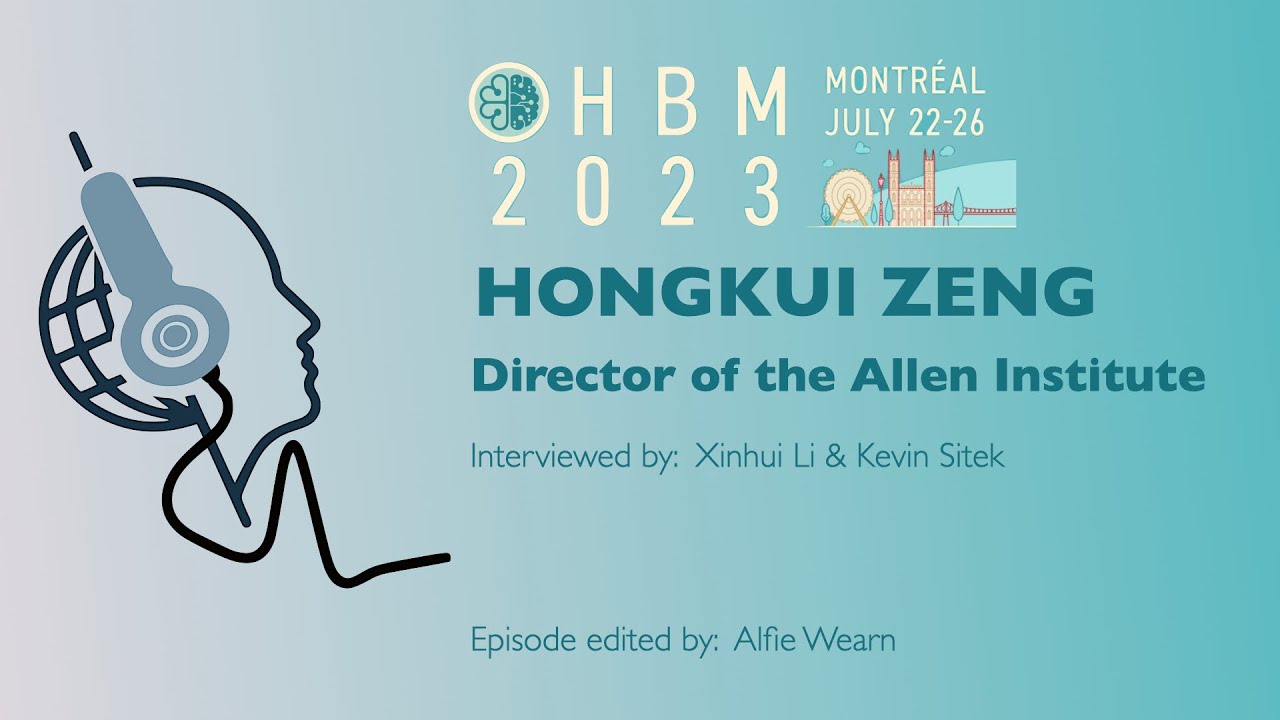 OHBM
2023
MONTRÉAL
JULY 22-26
HONGKUI ZENG
Director of the Allen Institute
Interviewed by: Xinhui Li & Kevin Sitek
Episode edited by: Alfie Wearn